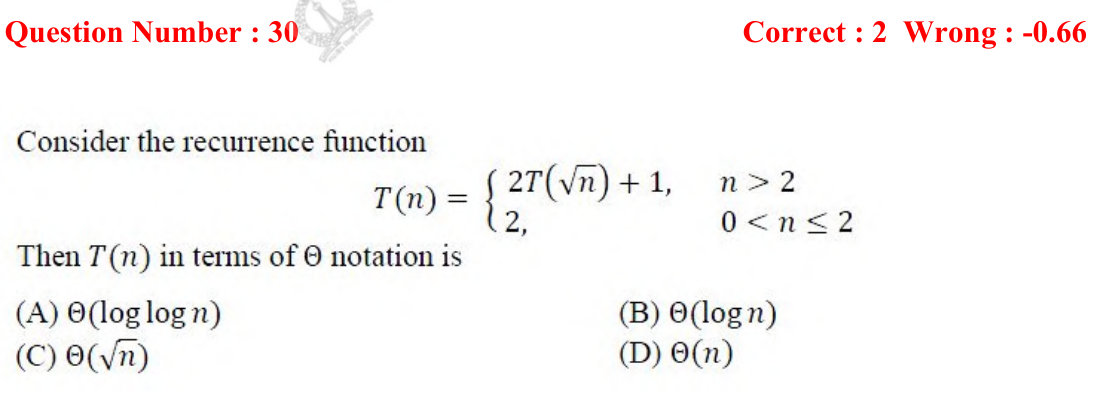 Question Number : 30 Correct : 2 Wrong : -0.66
Consider the recurrence function
T(n) = { 2T(√n) + 1, n > 2
2, 0 < n ≤ 2
Then T(n) in terms of Θ notation is
(A) Θ(log log n) (B) Θ(log n)
(C) Θ(√n) (D) Θ(n)